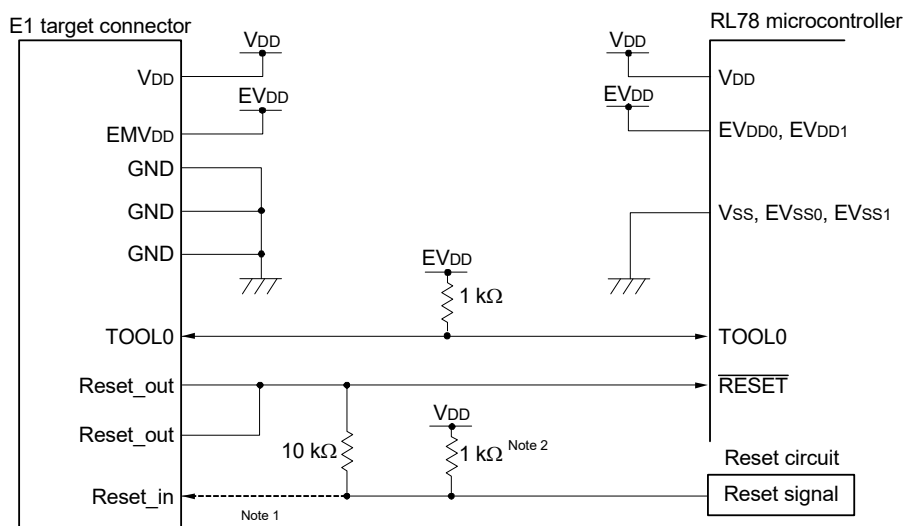 E1 target connector
RL78 microcontroller
VDD
VDD
VDD
VDD
EVDD
EVDD
EMVDD
EVDD0, EVDD1
GND
GND
VSS, EVSS0, EVSS1
GND
EVDD
1 kΩ
TOOL0
TOOL0
Reset_out
RESET
VDD
Reset_out
10 kΩ
1 kΩ Note 2
Reset circuit
Reset_in
Reset signal
Note 1